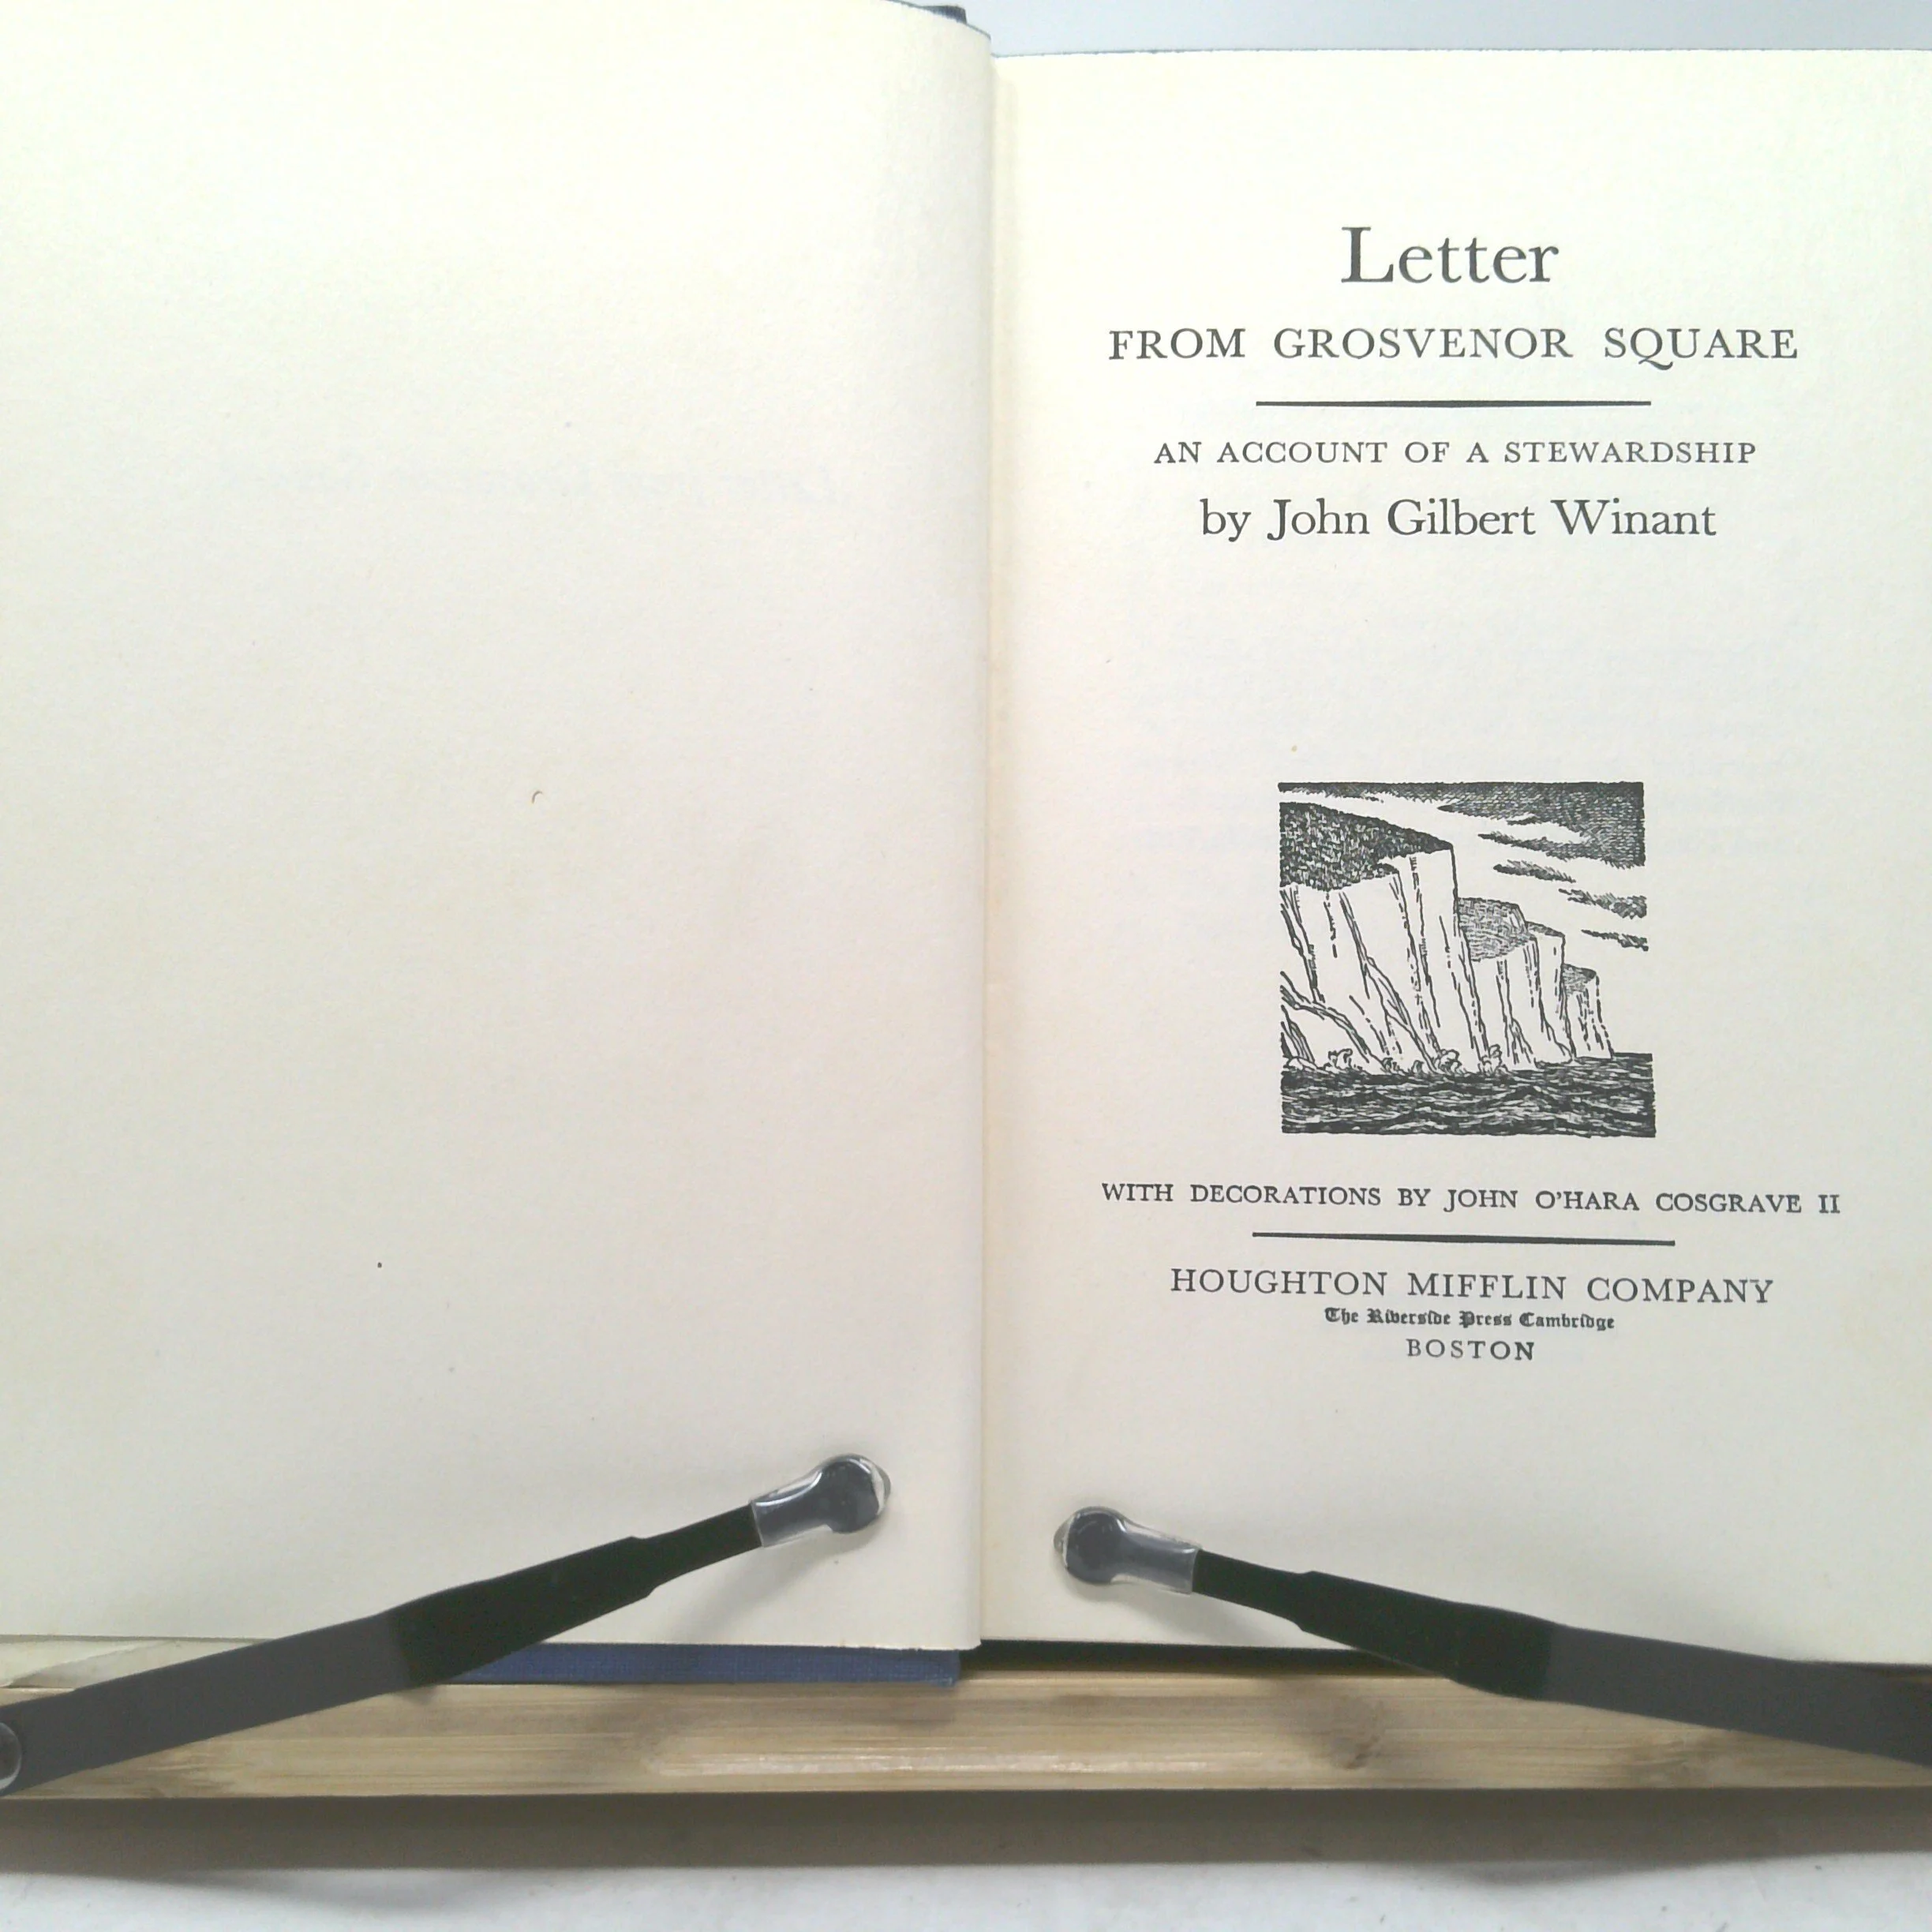 Letter
FROM GROSVENOR SQUARE
AN ACCOUNT OF A STEWARDSHIP
by John Gilbert Winant
WITH DECORATIONS BY JOHN O'HARA COSGRAVE II
HOUGHTON MIFFLIN COMPANY
The Riverside Press Cambridge
BOSTON